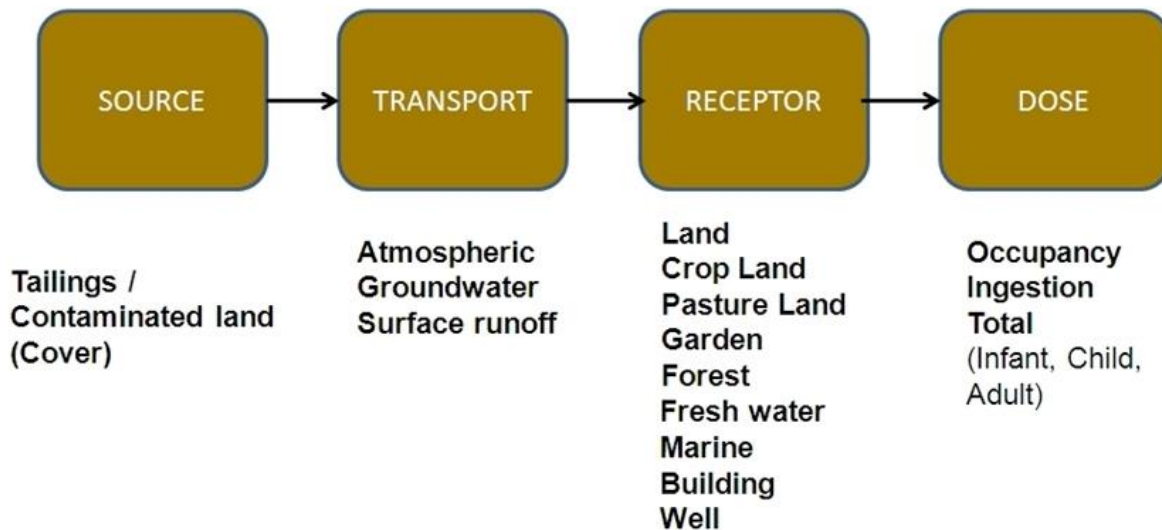 SOURCE
TRANSPORT
RECEPTOR
DOSE
Tailings /
Contaminated land
(Cover)
Atmospheric
Groundwater
Surface runoff
Land
Crop Land
Pasture Land
Garden
Forest
Fresh water
Marine
Building
Well
Occupancy
Ingestion
Total
(Infant, Child,
Adult)